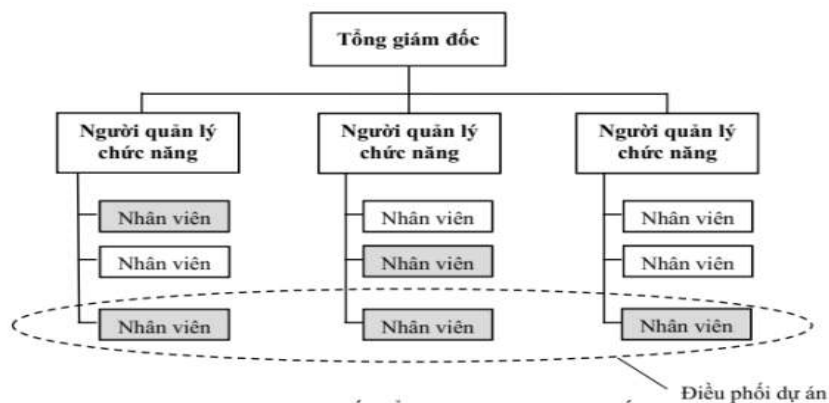 Tổng giám đốc
Người quản lý
chức năng
Người quản lý
chức năng
Người quản lý
chức năng
Nhân viên
Nhân viên
Nhân viên
Nhân viên
Nhân viên
Nhân viên
Nhân viên
Nhân viên
Nhân viên
Điều phối dự án